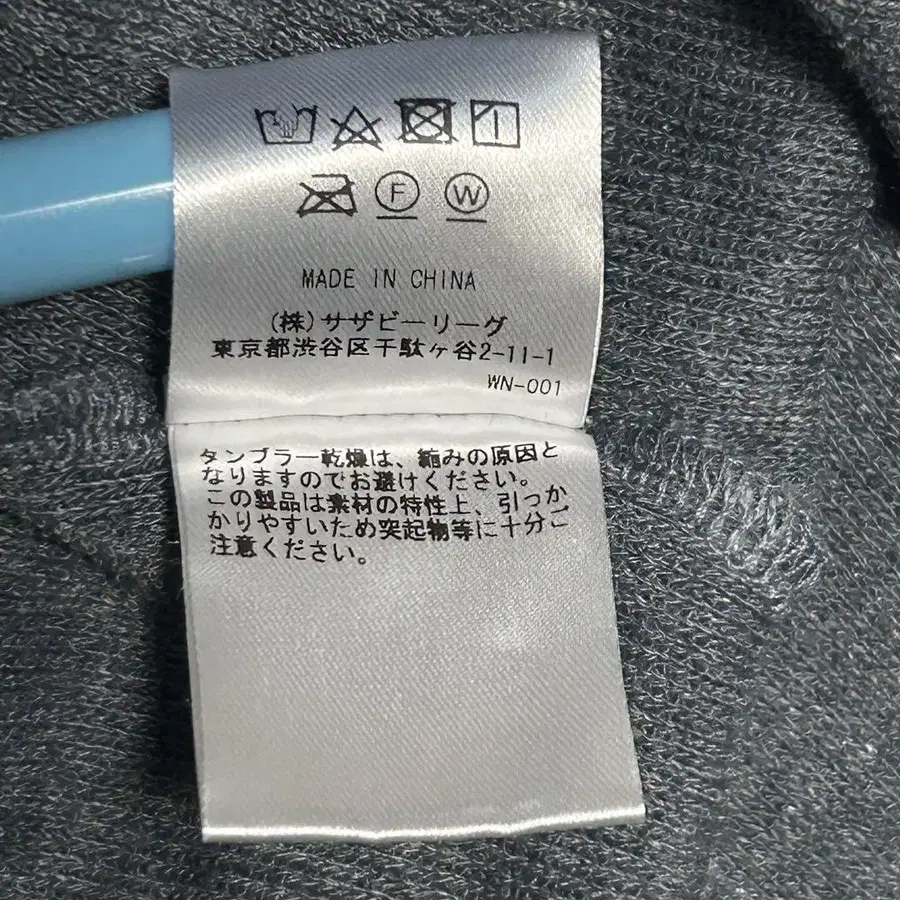 F W
MADE IN CHINA
(株)サザビーリーグ
東京都渋谷区千駄ヶ谷2-11-1
WN-001
タンブラー乾燥は、縮みの原因と
なりますのでお避けください。
この製品は素材の特性上、引っか
かりやすいため突起物等に十分ご
注意ください。